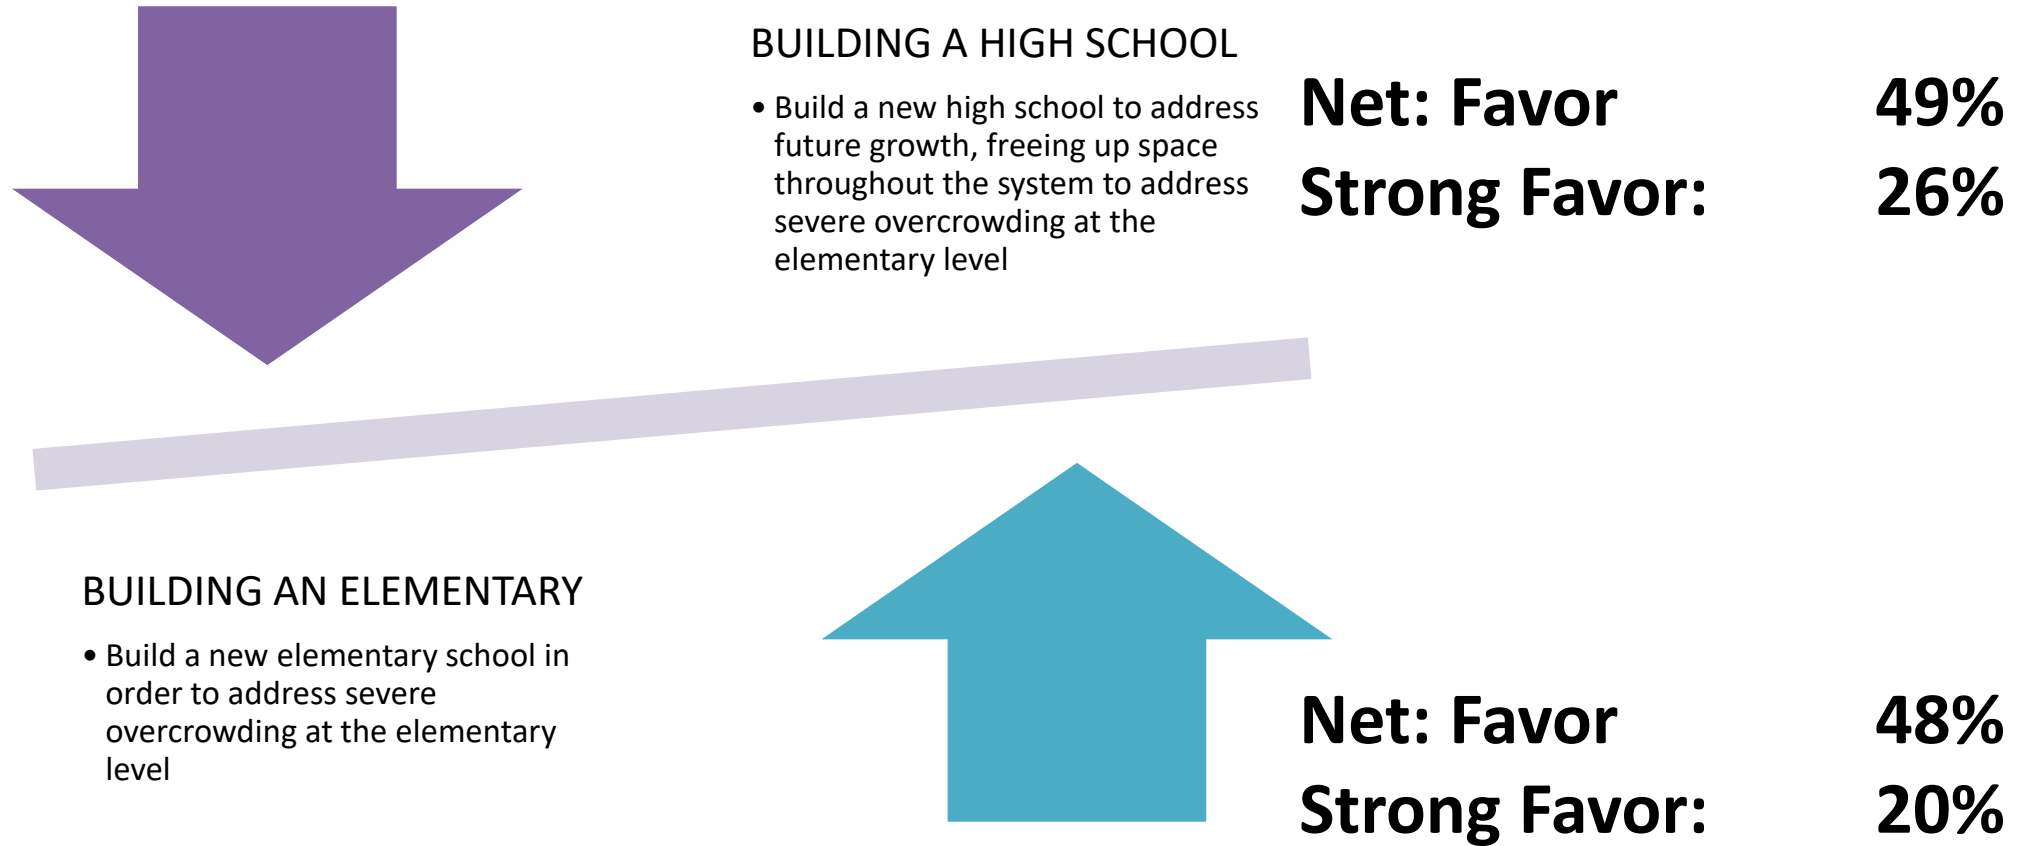 BUILDING A HIGH SCHOOL
• Build a new high school to address
future growth, freeing up space
throughout the system to address
severe overcrowding at the
elementary level
Net: Favor 49%
Strong Favor: 26%
BUILDING AN ELEMENTARY
• Build a new elementary school in
order to address severe
overcrowding at the elementary
level
Net: Favor 48%
Strong Favor: 20%